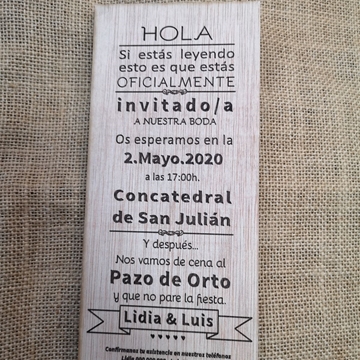 HOLA
Si estás leyendo
esto es que estás
OFICIALMENTE
invitado/a
A NUESTRA BODA
Os esperamos en la
2.Mayo.2020
a las 17:00h.
Concatedral
de San Julián
Y después...
Nos vamos de cena al
Pazo de Orto
y que no pare la fiesta.
Lidia & Luis
Confirmanos tu asistencia en nuestros teléfonos